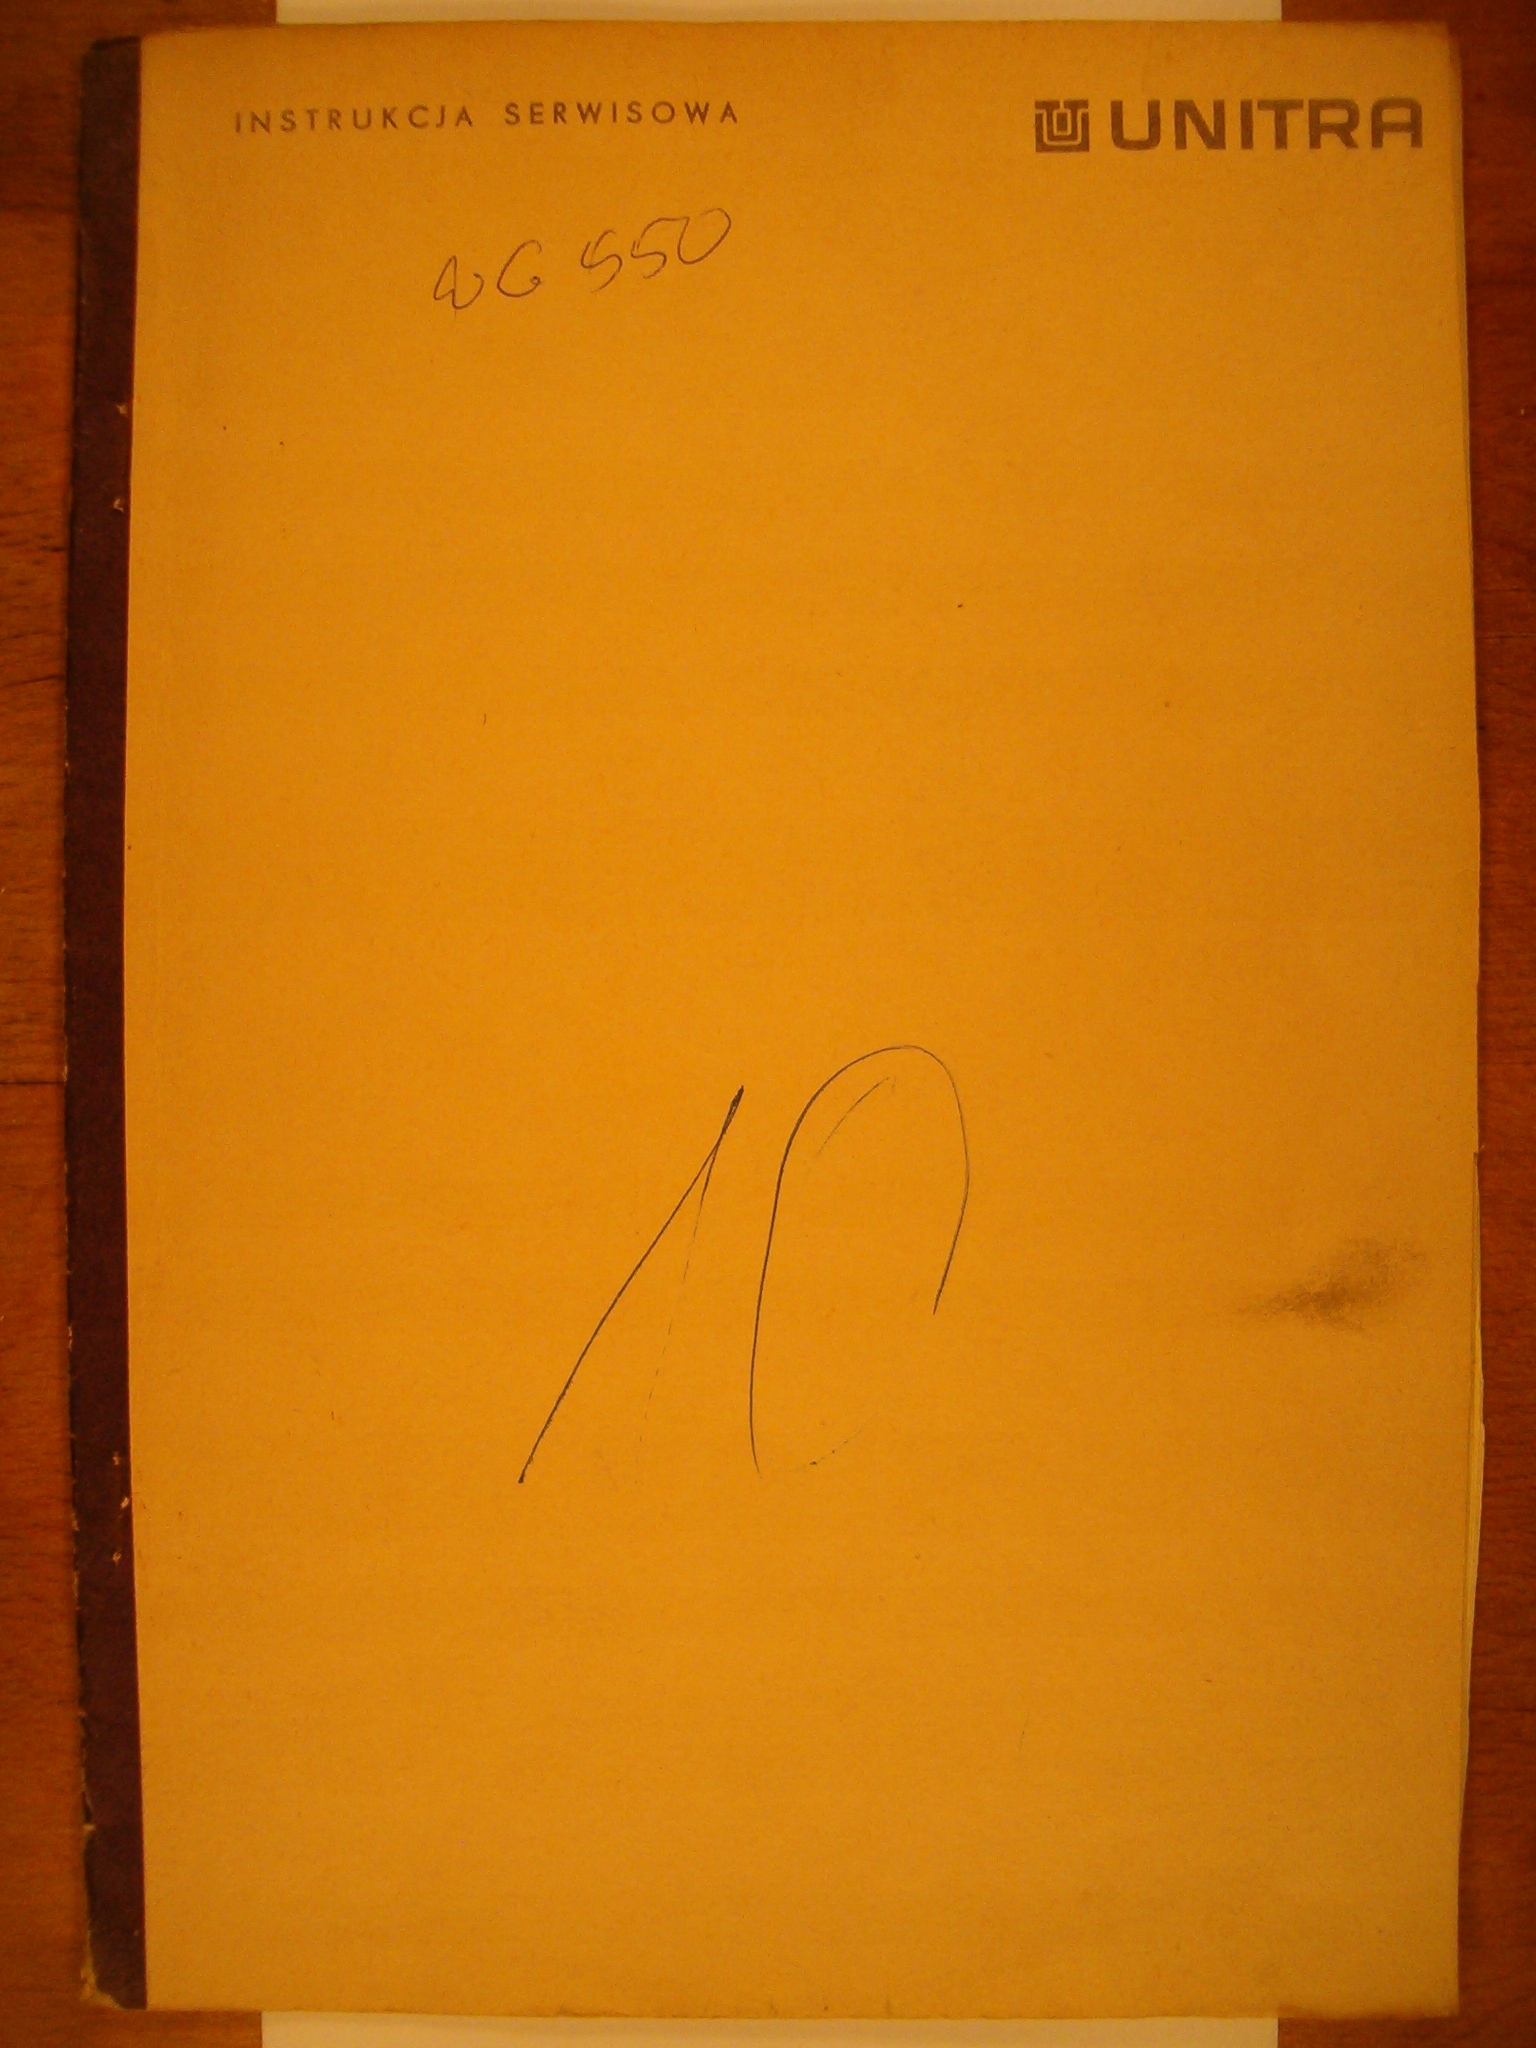 INSTRUKCJA SERWISOWA
UNITRA
WG 550
10